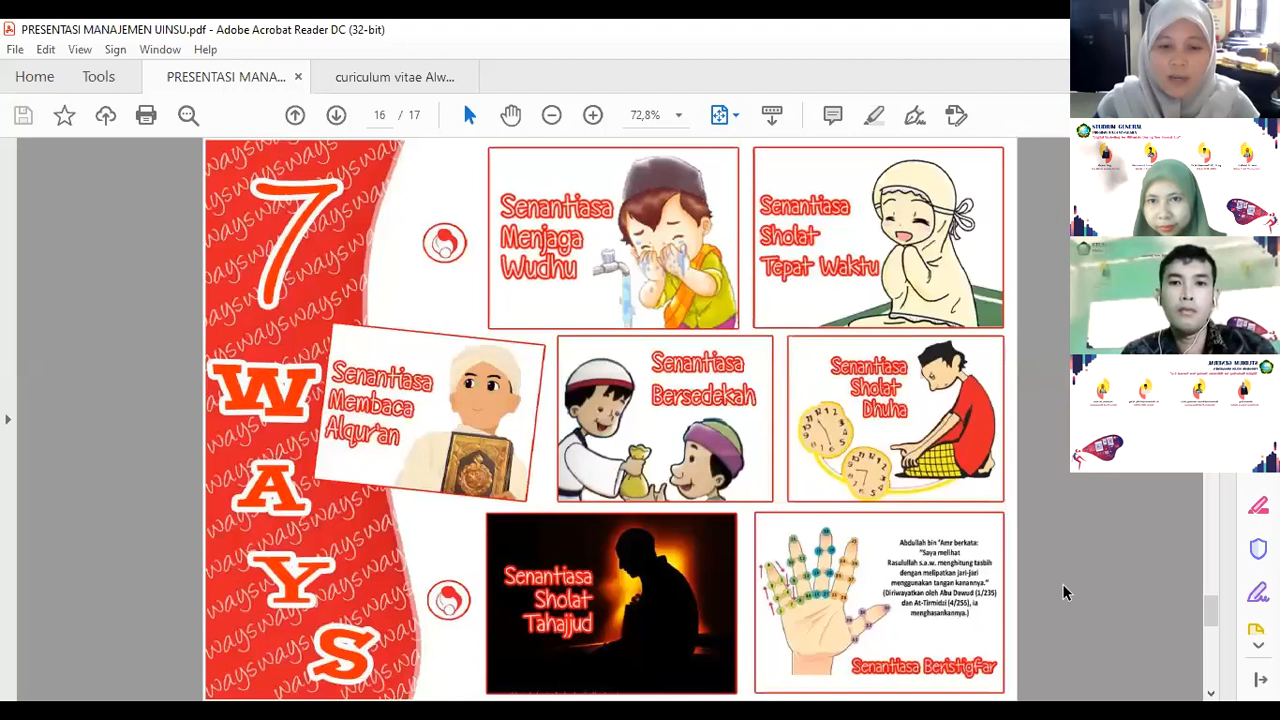 PRESENTASI MANAJEMEN UINSU.pdf - Adobe Acrobat Reader DC (32-bit)
File Edit View Sign Window Help
Home Tools PRESENTASI MANA... × curiculum vitae Alw...
16 / 17 72,8%
7
WAYS
Senantiasa
Menjaga
Wudhu
Senantiasa
Sholat
Tepat Waktu
Senantiasa
Membaca
Alqur'an
Senantiasa
Bersedekah
Senantiasa
Sholat
Dhuha
Senantiasa
Sholat
Tahajjud
Abdullah bin 'Amr berkata:
"Saya melihat
Rasulullah s.a.w. menghitung tasbih
dengan melipatkan jari-jari
menggunakan tangan kanannya."
(Diriwayatkan oleh Abu Dawud (1/235)
dan At-Tirmidzi (4/255), ia
menghasankannya.)
Senantiasa Beristigfar
STUDIUM GENERAL